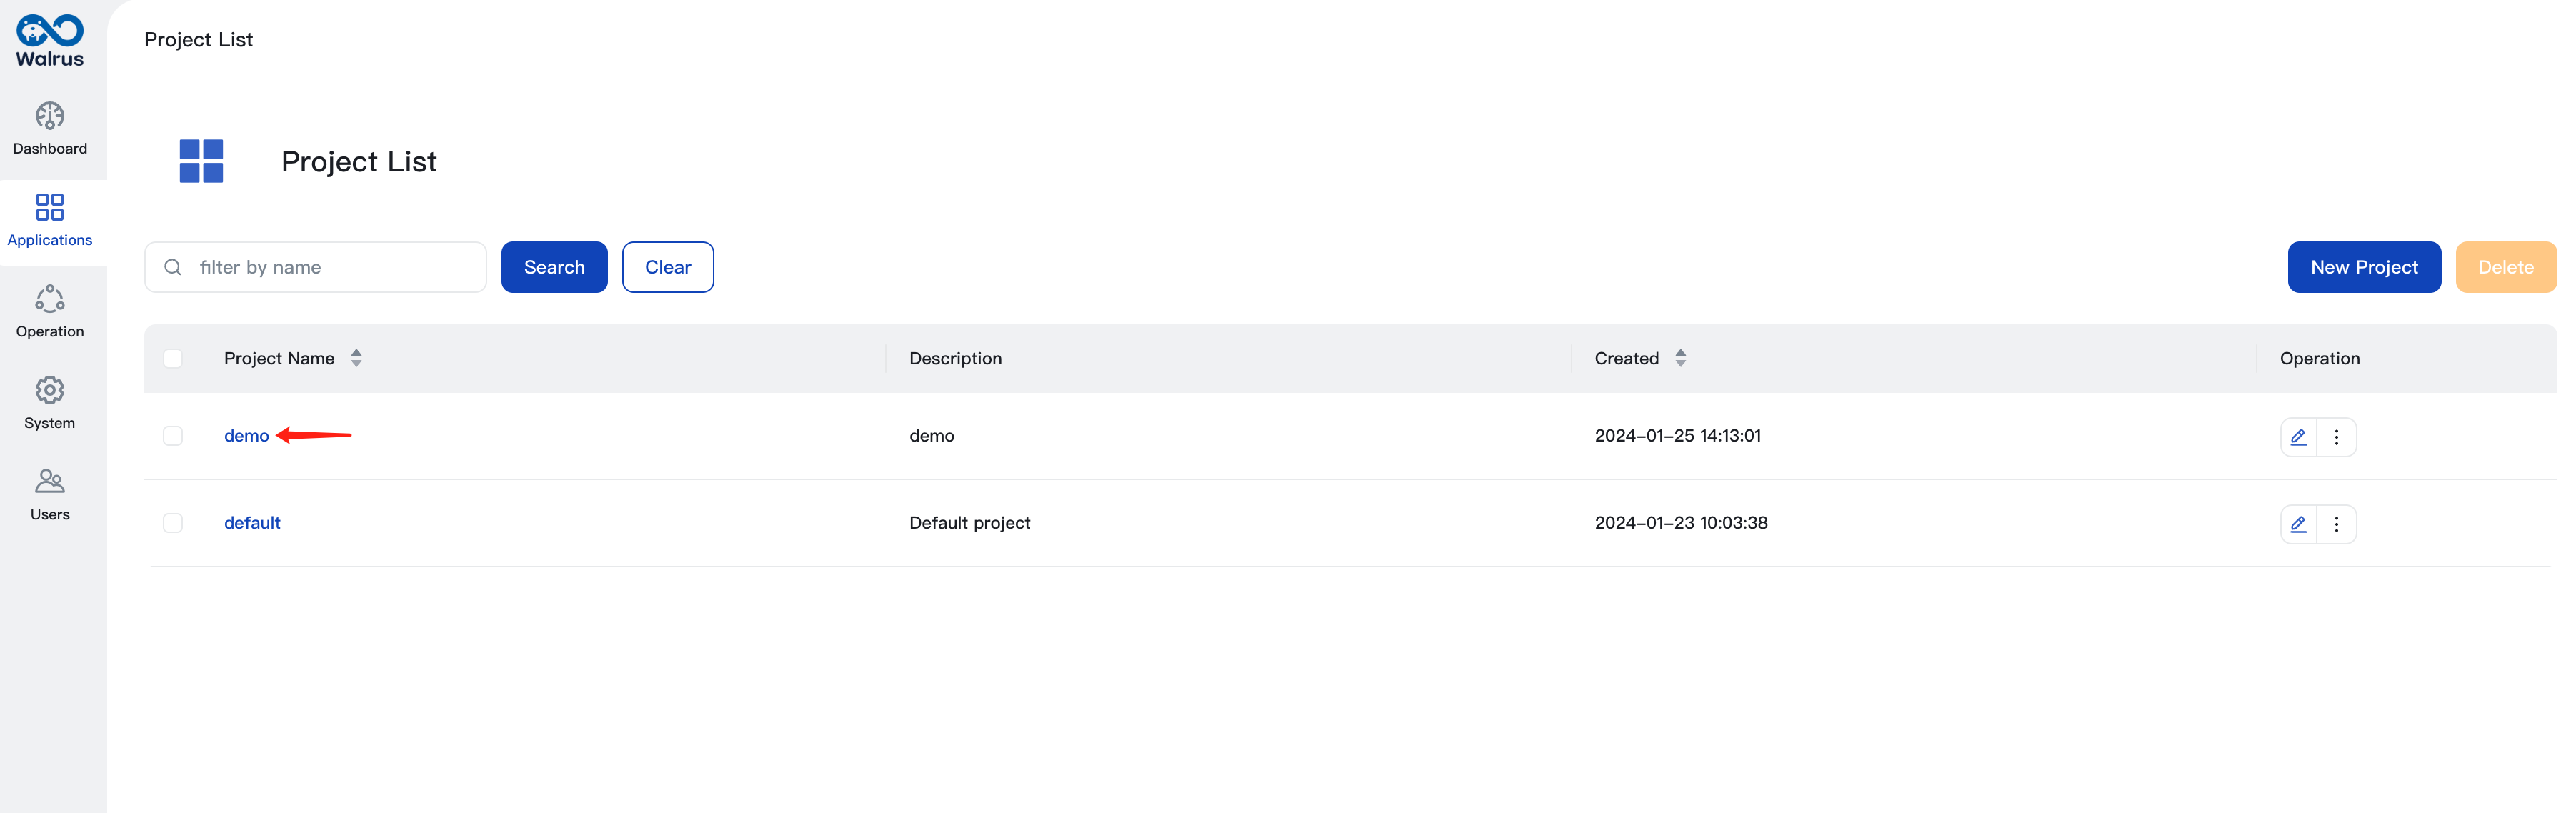 Walrus
Dashboard
Applications
Operation
System
Users
Project List
Project List
filter by name
Search
Clear
New Project
Delete
Project Name
Description
Created
Operation
demo
demo
2024-01-25 14:13:01
default
Default project
2024-01-23 10:03:38